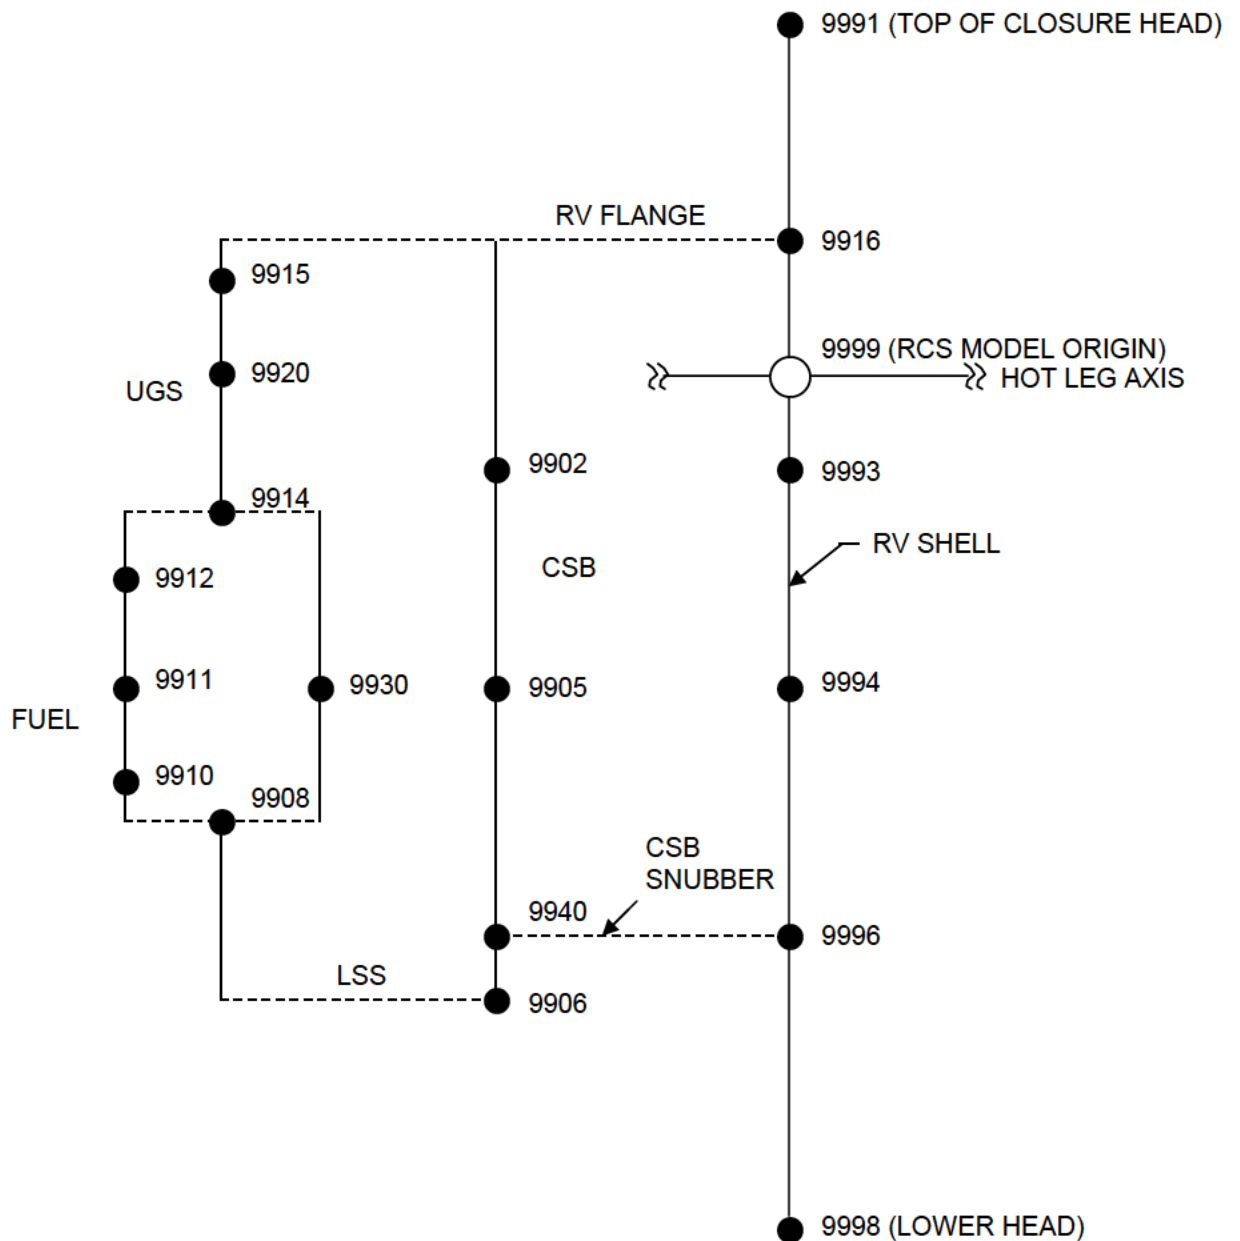 9991 (TOP OF CLOSURE HEAD)
RV FLANGE
9916
9915
9999 (RCS MODEL ORIGIN)
HOT LEG AXIS
9920
UGS
9902
9993
9914
RV SHELL
CSB
9912
9911
9930
9905
9994
FUEL
9910
9908
CSB
SNUBBER
9940
9996
LSS
9906
9998 (LOWER HEAD)